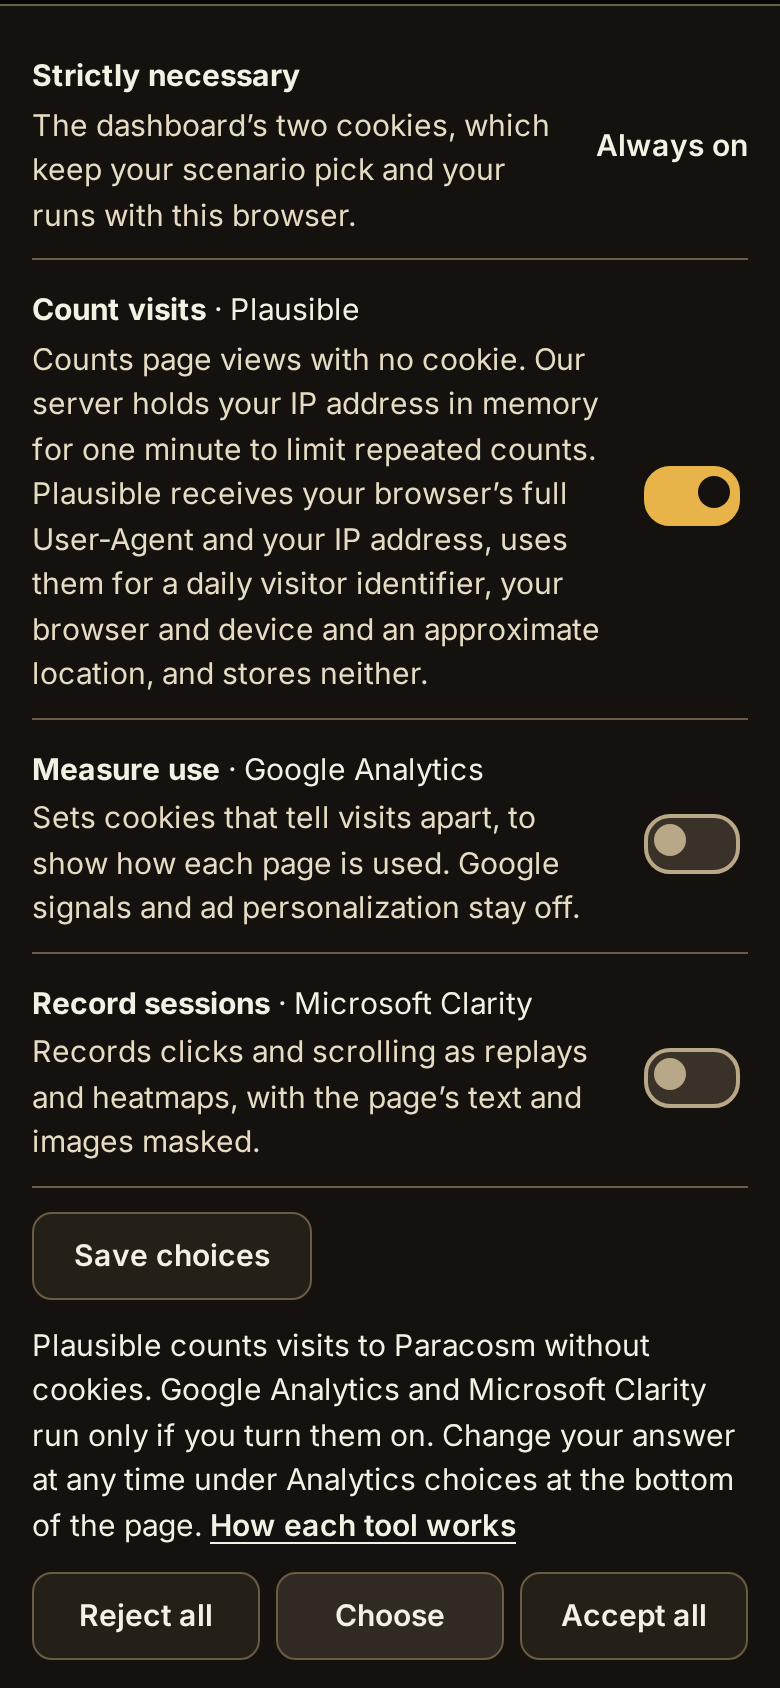 Strictly necessary
The dashboard’s two cookies, which
keep your scenario pick and your
runs with this browser.
Always on
Count visits · Plausible
Counts page views with no cookie. Our
server holds your IP address in memory
for one minute to limit repeated counts.
Plausible receives your browser’s full
User-Agent and your IP address, uses
them for a daily visitor identifier, your
browser and device and an approximate
location, and stores neither.
Measure use · Google Analytics
Sets cookies that tell visits apart, to
show how each page is used. Google
signals and ad personalization stay off.
Record sessions · Microsoft Clarity
Records clicks and scrolling as replays
and heatmaps, with the page’s text and
images masked.
Save choices
Plausible counts visits to Paracosm without
cookies. Google Analytics and Microsoft Clarity
run only if you turn them on. Change your answer
at any time under Analytics choices at the bottom
of the page. How each tool works
Reject all
Choose
Accept all